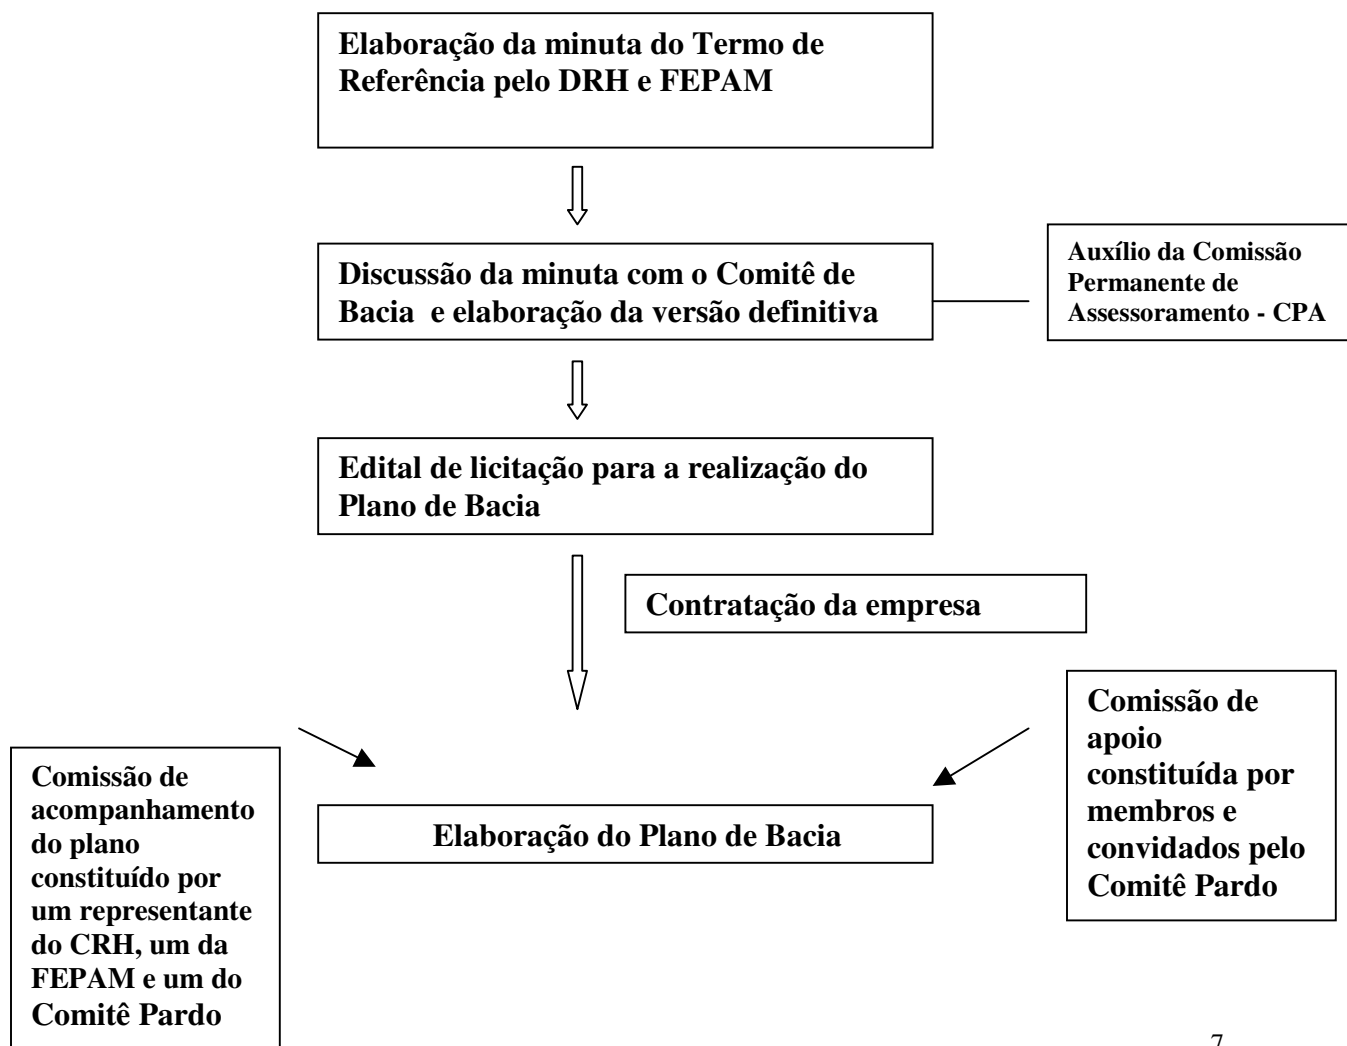 Elaboração da minuta do Termo de
Referência pelo DRH e FEPAM
Discussão da minuta com o Comitê de
Bacia e elaboração da versão definitiva
Auxílio da Comissão
Permanente de
Assessoramento - CPA
Edital de licitação para a realização do
Plano de Bacia
Contratação da empresa
Comissão de
acompanhamento
do plano
constituído por
um representante
do CRH, um da
FEPAM e um do
Comitê Pardo
Elaboração do Plano de Bacia
Comissão de
apoio
constituída por
membros e
convidados pelo
Comitê Pardo
7